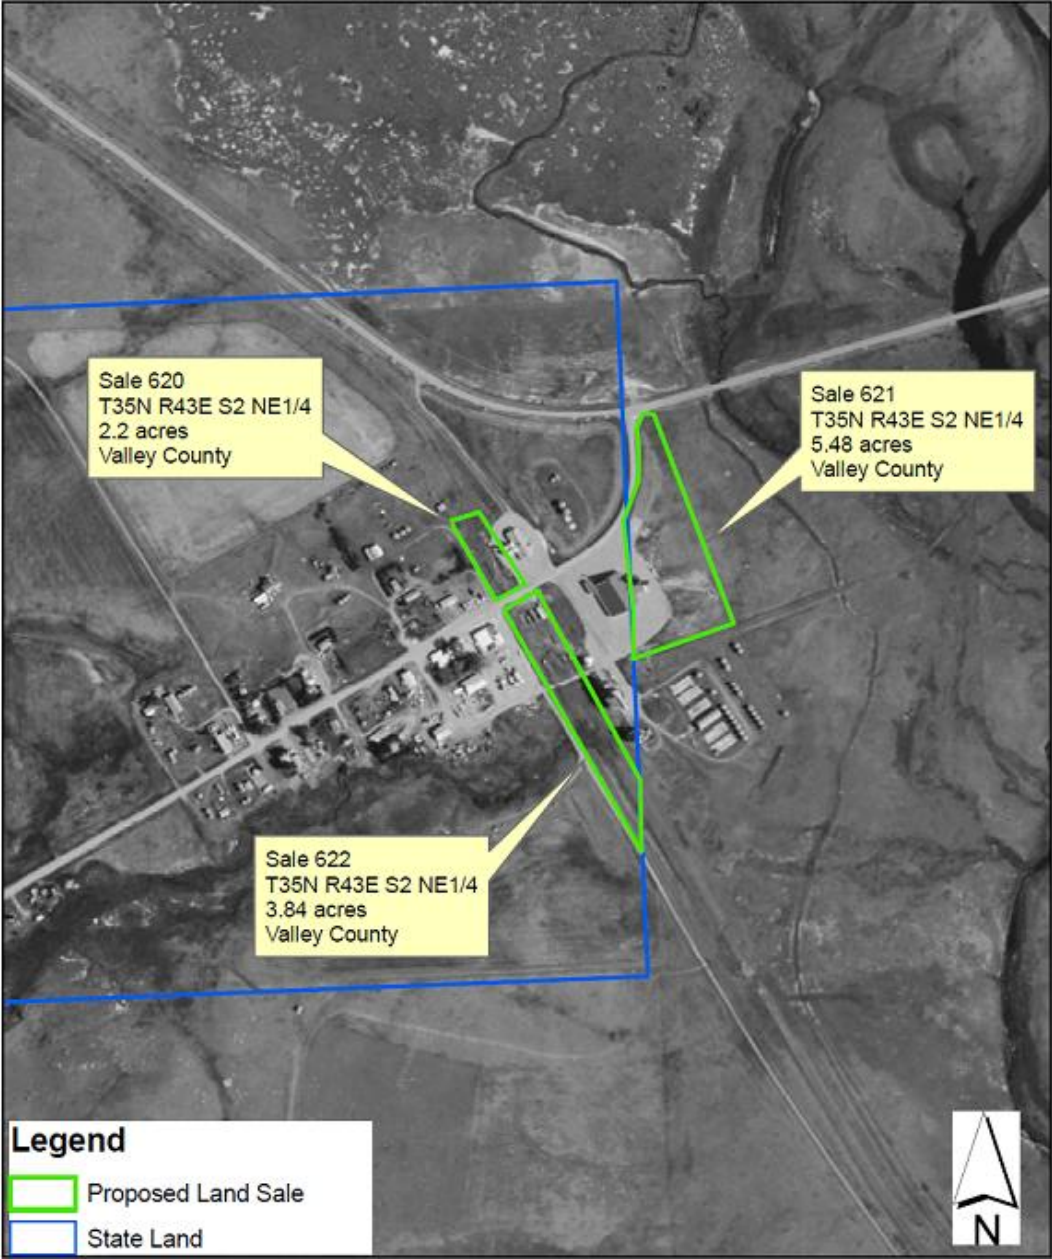 Sale 620
T35N R43E S2 NE1/4
2.2 acres
Valley County
Sale 621
T35N R43E S2 NE1/4
5.48 acres
Valley County
Sale 622
T35N R43E S2 NE1/4
3.84 acres
Valley County
Legend
Proposed Land Sale
State Land
N